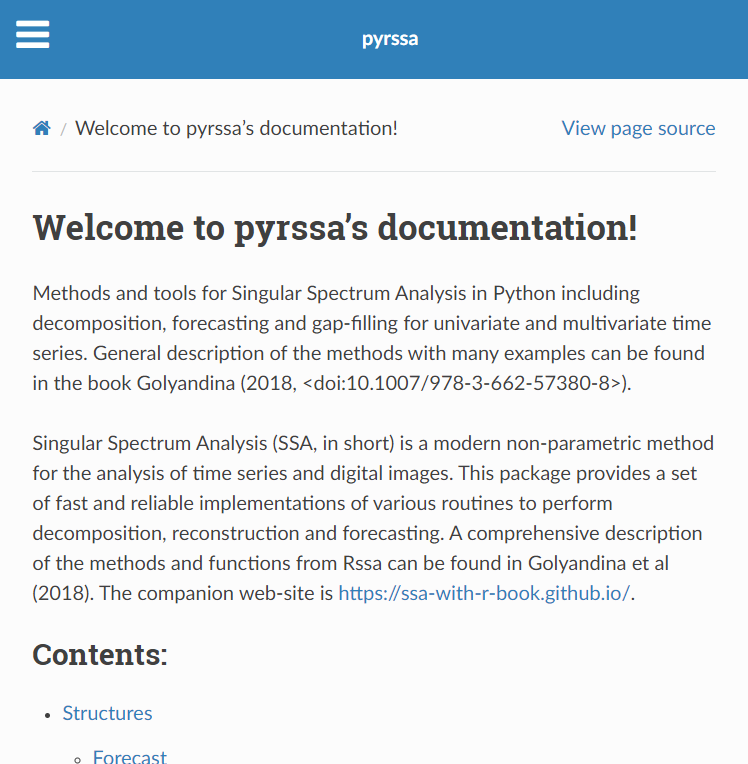 pyrssa
/ Welcome to pyrssa’s documentation!
View page source
Welcome to pyrssa’s documentation!
Methods and tools for Singular Spectrum Analysis in Python including
decomposition, forecasting and gap-filling for univariate and multivariate time
series. General description of the methods with many examples can be found
in the book Golyandina (2018, <doi:10.1007/978-3-662-57380-8>).
Singular Spectrum Analysis (SSA, in short) is a modern non-parametric method
for the analysis of time series and digital images. This package provides a set
of fast and reliable implementations of various routines to perform
decomposition, reconstruction and forecasting. A comprehensive description
of the methods and functions from Rssa can be found in Golyandina et al
(2018). The companion web-site is https://ssa-with-r-book.github.io/.
Contents:
• Structures
◦ Forecast